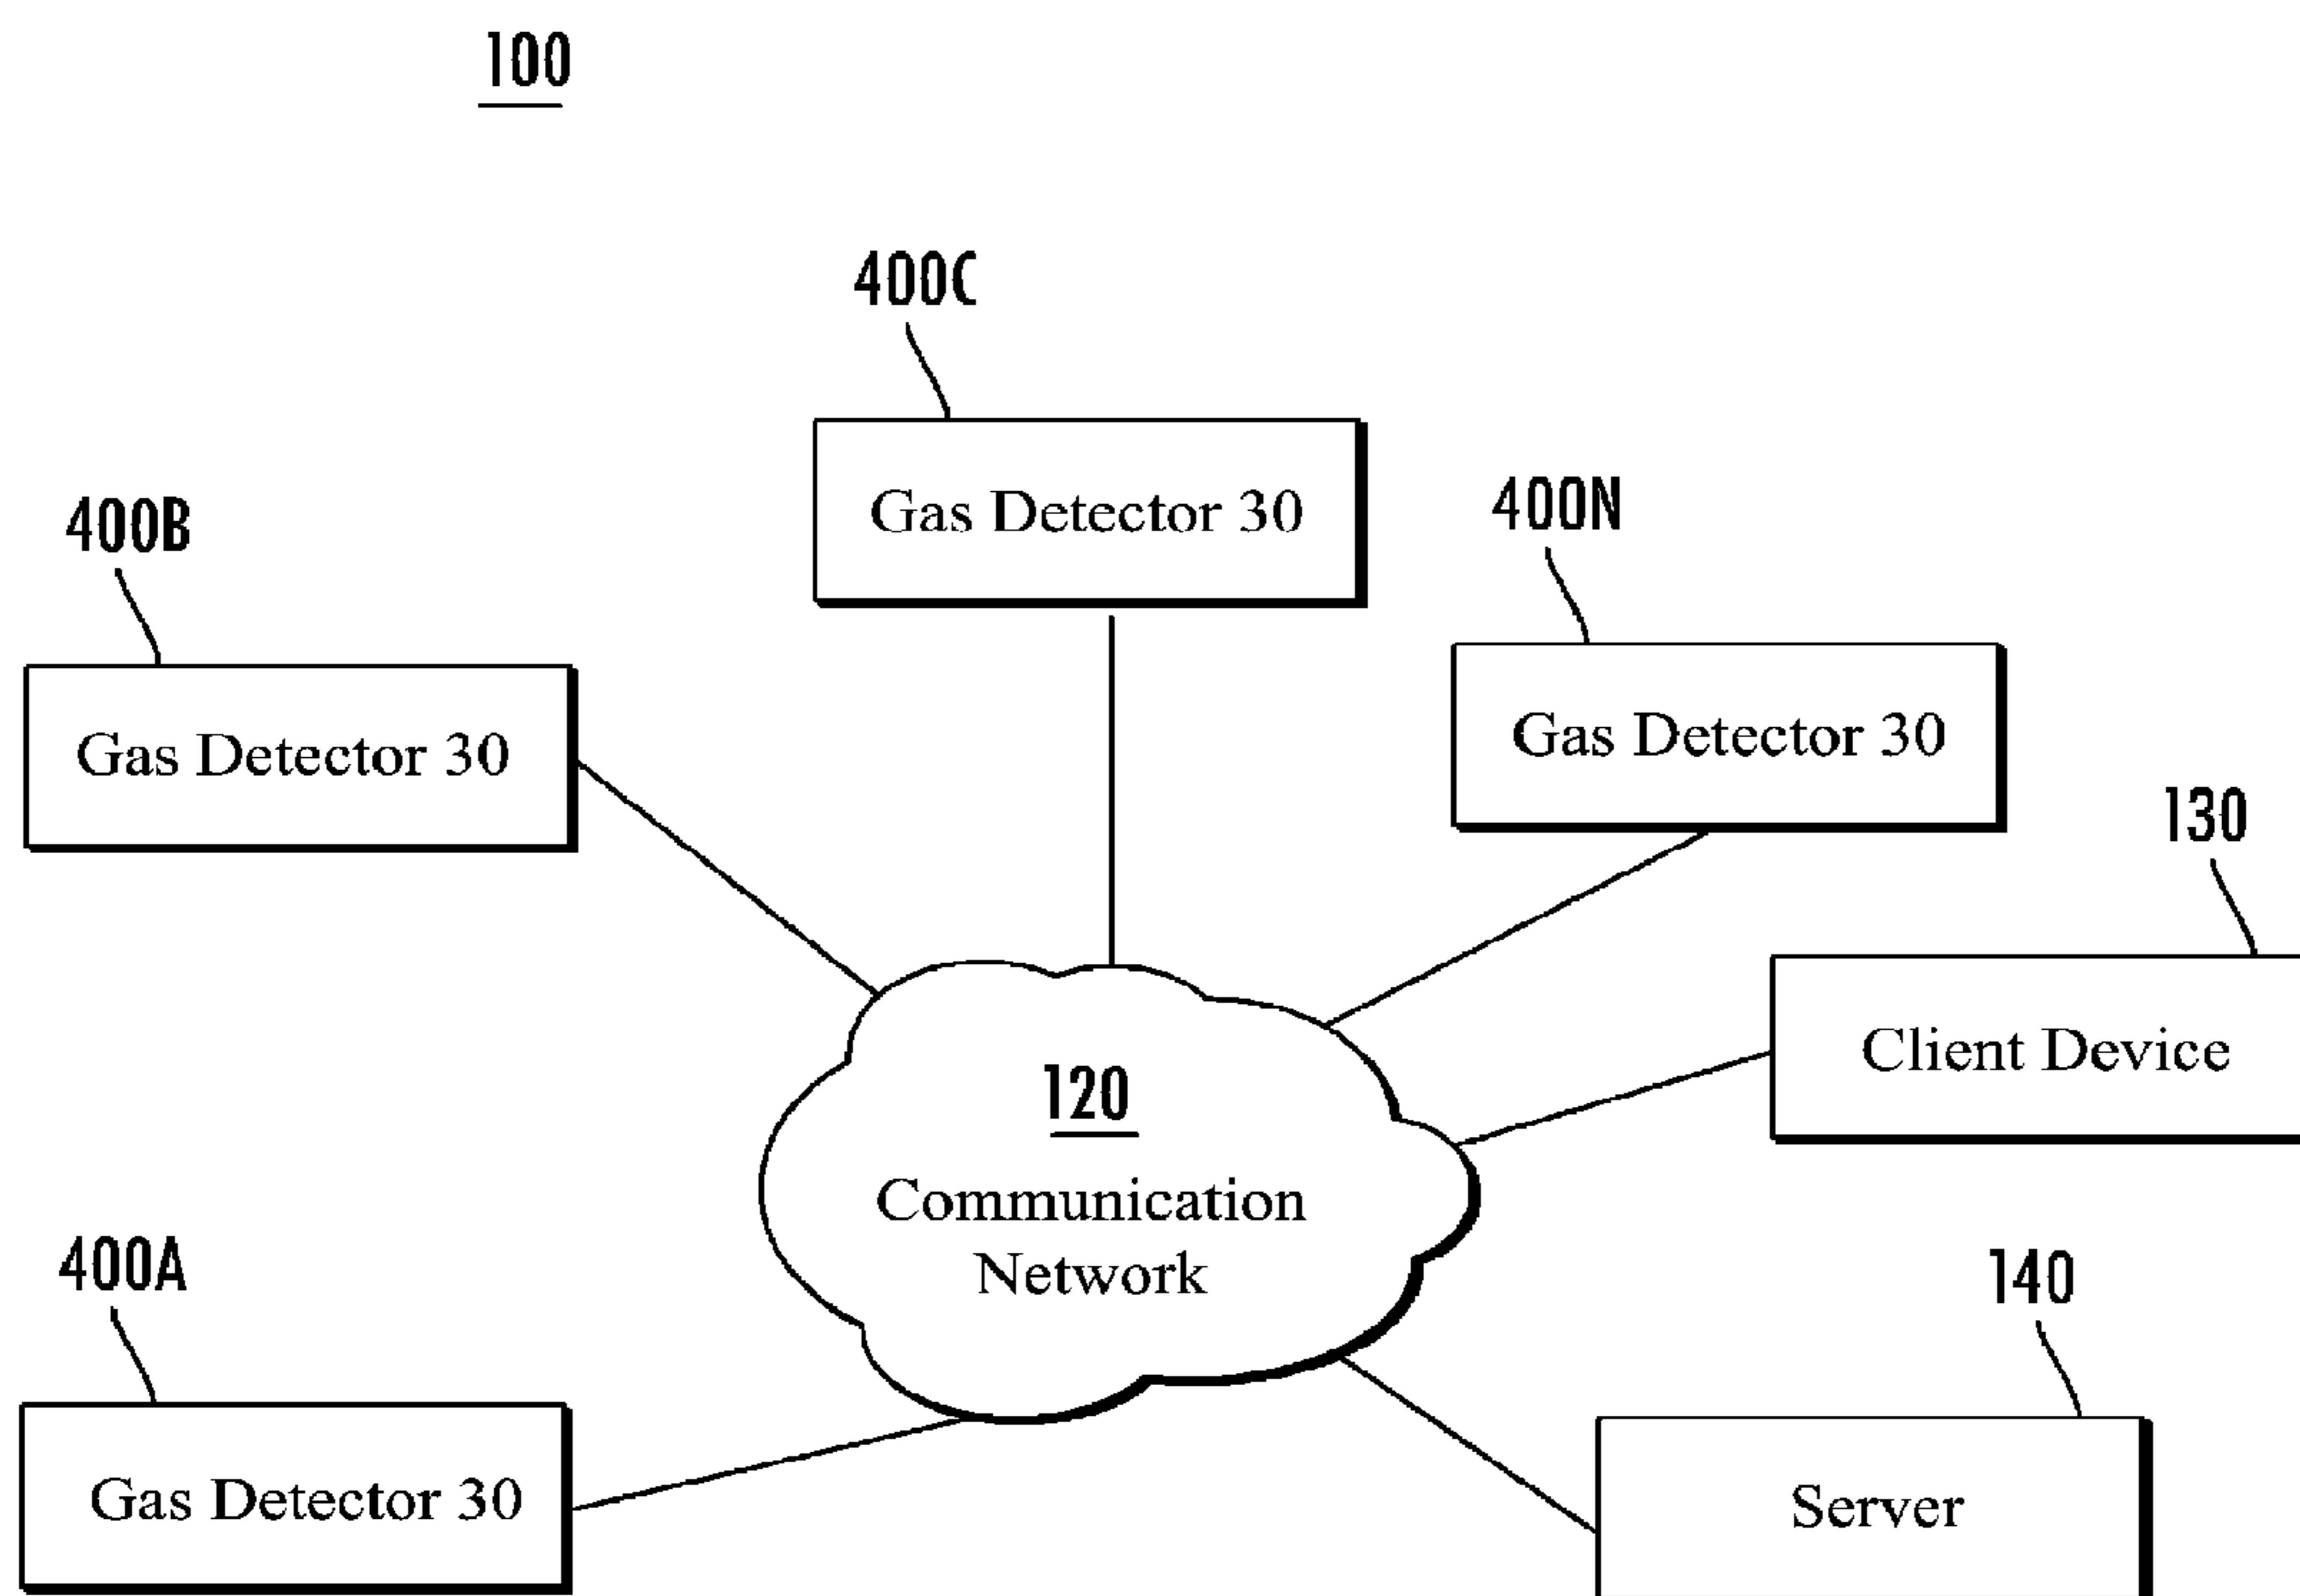 100
400C
Gas Detector 30
400N
Gas Detector 30
400B
Gas Detector 30
130
Client Device
120
Communication
Network
400A
Gas Detector 30
140
Server